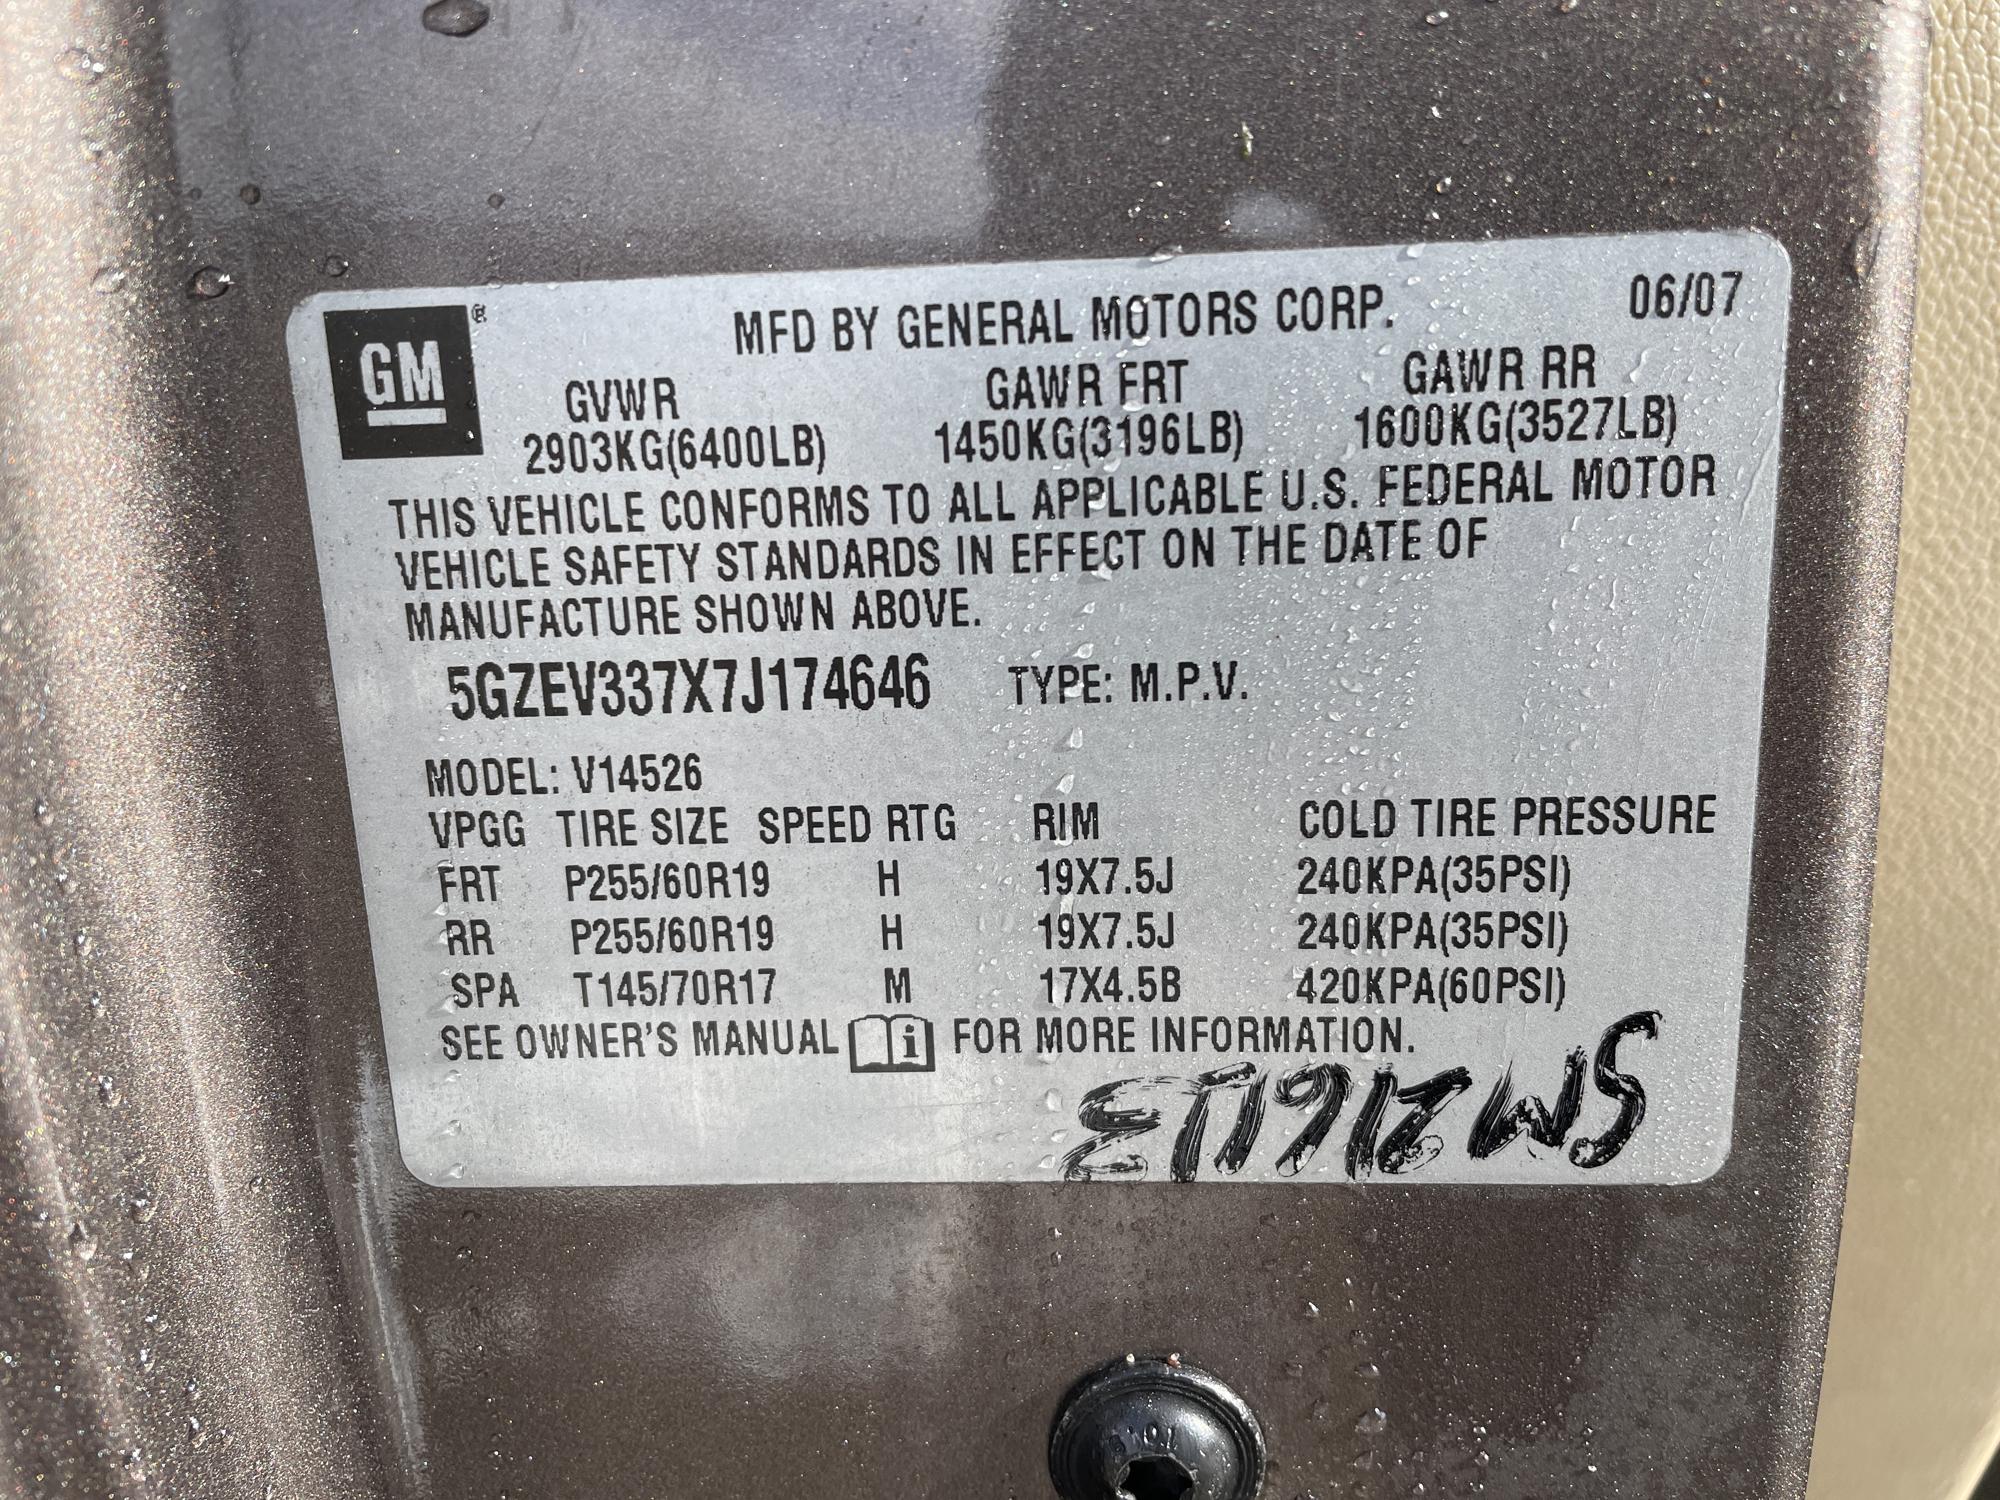 GM ®
MFD BY GENERAL MOTORS CORP. 06/07
GVWR GAWR FRT GAWR RR
2903KG(6400LB) 1450KG(3196LB) 1600KG(3527LB)
THIS VEHICLE CONFORMS TO ALL APPLICABLE U.S. FEDERAL MOTOR
VEHICLE SAFETY STANDARDS IN EFFECT ON THE DATE OF
MANUFACTURE SHOWN ABOVE.
5GZEV337X7J174646 TYPE: M.P.V.
MODEL: V14526
VPGG TIRE SIZE SPEED RTG RIM COLD TIRE PRESSURE
FRT P255/60R19 H 19X7.5J 240KPA(35PSI)
RR P255/60R19 H 19X7.5J 240KPA(35PSI)
SPA T145/70R17 M 17X4.5B 420KPA(60PSI)
SEE OWNER'S MANUAL i FOR MORE INFORMATION.